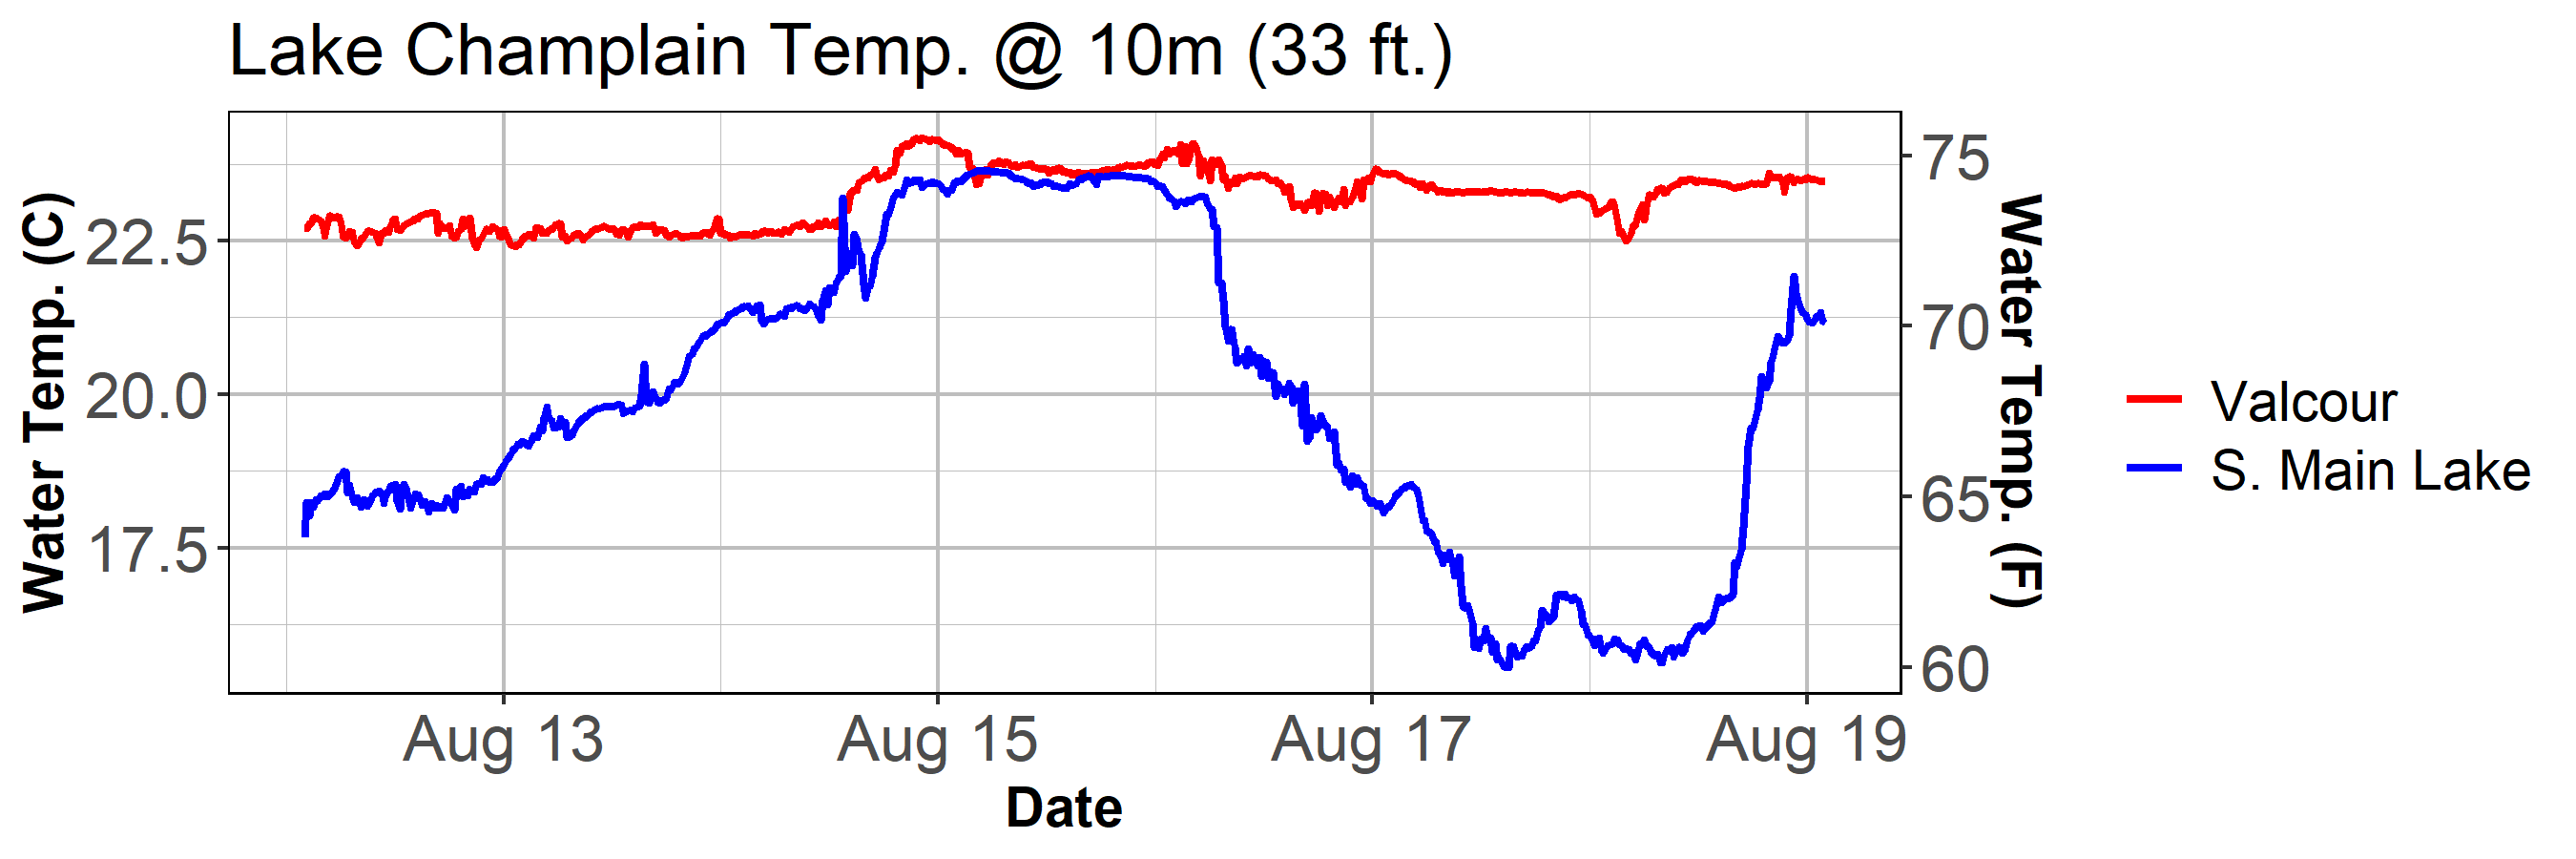 Lake Champlain Temp. @ 10m (33 ft.)
Water Temp. (C)
22.5
20.0
17.5
75
70
65
60
Water Temp. (F)
Aug 13 Aug 15 Aug 17 Aug 19
Date
Valcour
S. Main Lake